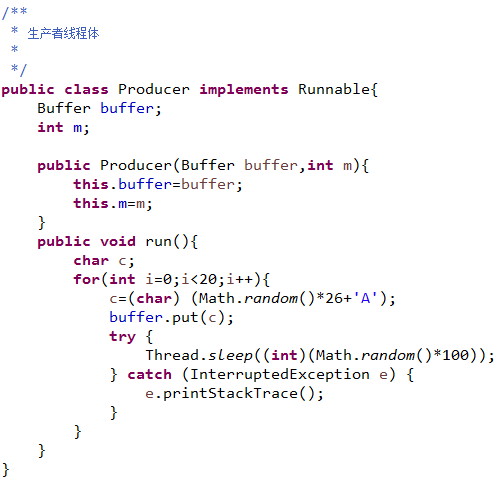 /**
 * 生产者线程体
 *
 */
public class Producer implements Runnable{
    Buffer buffer;
    int m;

    public Producer(Buffer buffer,int m){
        this.buffer=buffer;
        this.m=m;
    }
    public void run(){
        char c;
        for(int i=0;i<20;i++){
            c=(char) (Math.random()*26+'A');
            buffer.put(c);
            try {
                Thread.sleep((int)(Math.random()*100));
            } catch (InterruptedException e) {
                e.printStackTrace();
            }
        }
    }
}